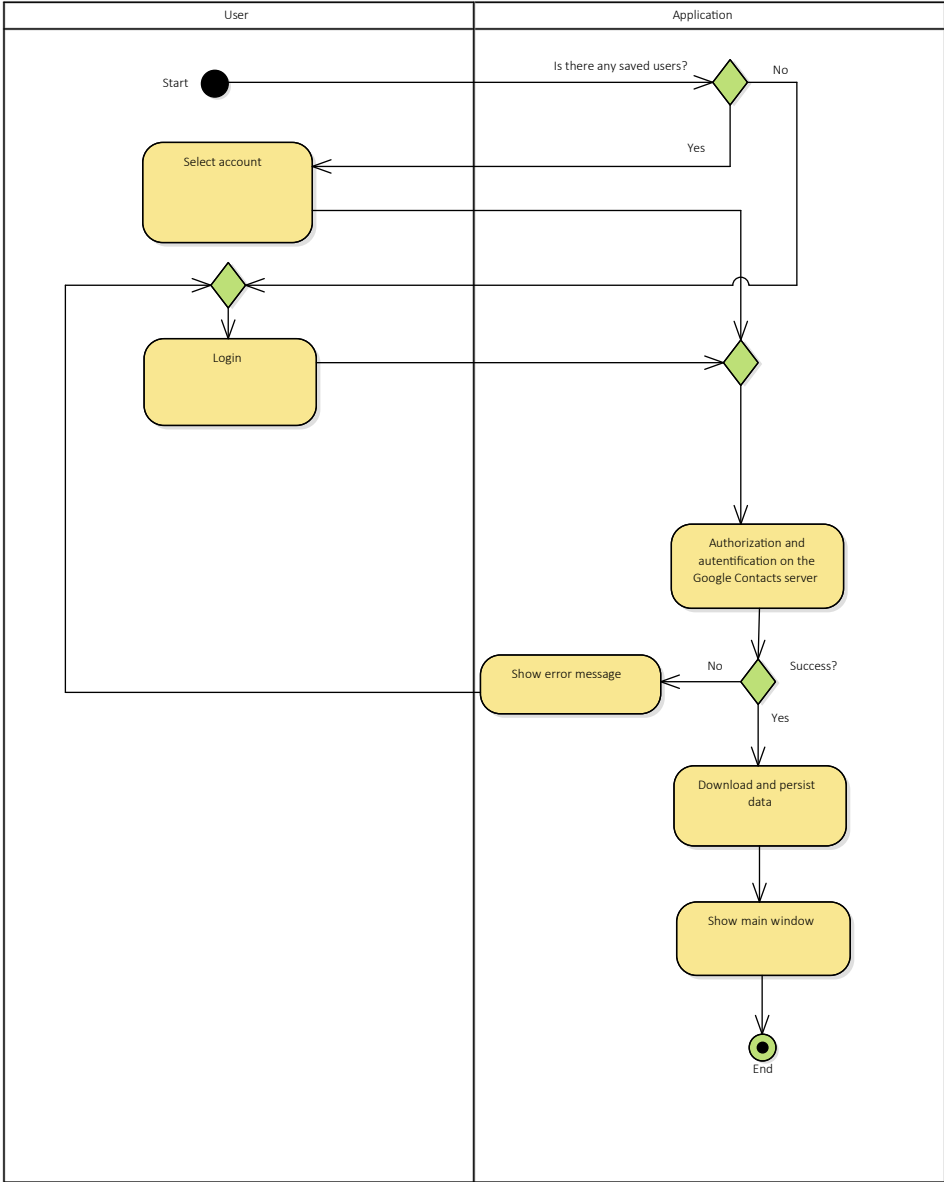 User
Application
Is there any saved users?
No
Start
Yes
Select account
Login
Authorization and
autentification on the
Google Contacts server
Show error message
No
Success?
Yes
Download and persist
data
Show main window
End